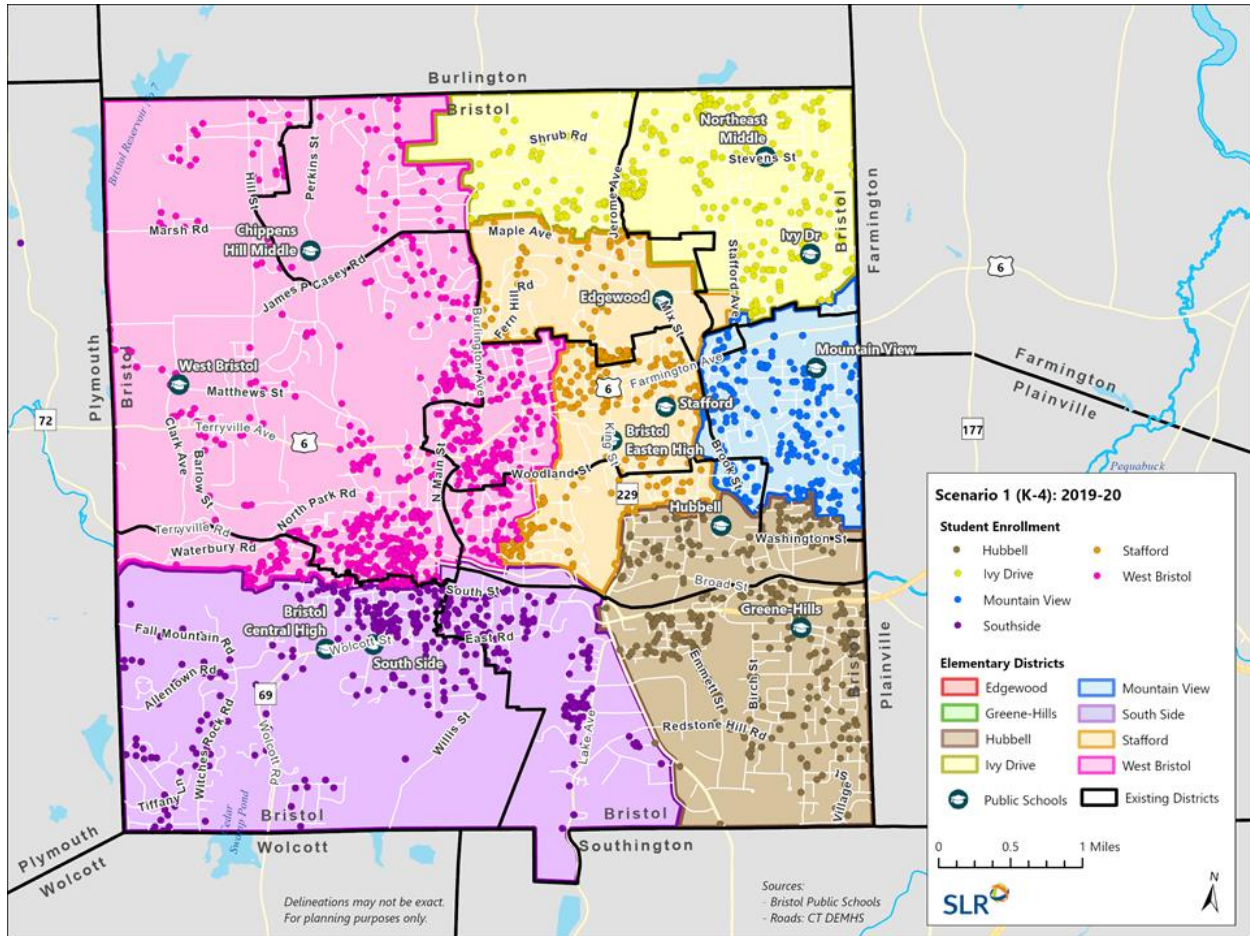 Burlington
Bristol
Bristol Reservoir No. 7
Shrub Rd
Northeast
Middle
Stevens St
Hill St
Perkins St
Jerome Ave
Marsh Rd
Chippens
Hill Middle
Maple Ave
Ivy Dr
Bristol
Farmington
James P Casey Rd
Stafford Ave
6
Edgewood
Fern Hill
Rd
Mix St
Burlington Ave
Plymouth
Bristol
West Bristol
Matthews St
6
Farmington Ave
Mountain View
Farmington
Plainville
72
Terryville Ave
6
Stafford
177
Clark Ave
Barlow St
N Main St
King St
Bristol
Easten High
Brook St
Woodland St
Pequabuck
229
North Park Rd
Hubbell
Terryville Rd
Waterbury Rd
Washington St
Broad St
South St
Bristol
Central High
Greene-Hills
Fall Mountain Rd
Wolcott St
East Rd
South Side
Allentown Rd
Emmett St
Birch St
Bristol
Plainville
69
Witches Rock Rd
Wolcott Rd
Willis St
Lake Ave
Redstone Hill Rd
Tiffany Ln
Village St
Cedar
Swamp Pond
Bristol
Bristol
Plymouth
Wolcott
Wolcott
Southington
Delineations may not be exact.
For planning purposes only.
Sources:
- Bristol Public Schools
- Roads: CT DEMHS
Scenario 1 (K-4): 2019-20
Student Enrollment
Hubbell
Stafford
Ivy Drive
West Bristol
Mountain View
Southside
Elementary Districts
Edgewood
Mountain View
Greene-Hills
South Side
Hubbell
Stafford
Ivy Drive
West Bristol
Public Schools
Existing Districts
0 0.5 1 Miles
N
SLR